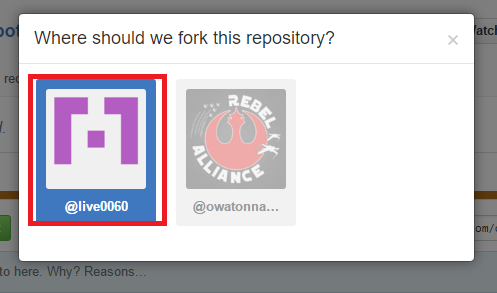 Where should we fork this repository?
×
REBEL
ALLIANCE
@live0060
@owatonna…
to here. Why? Reasons…